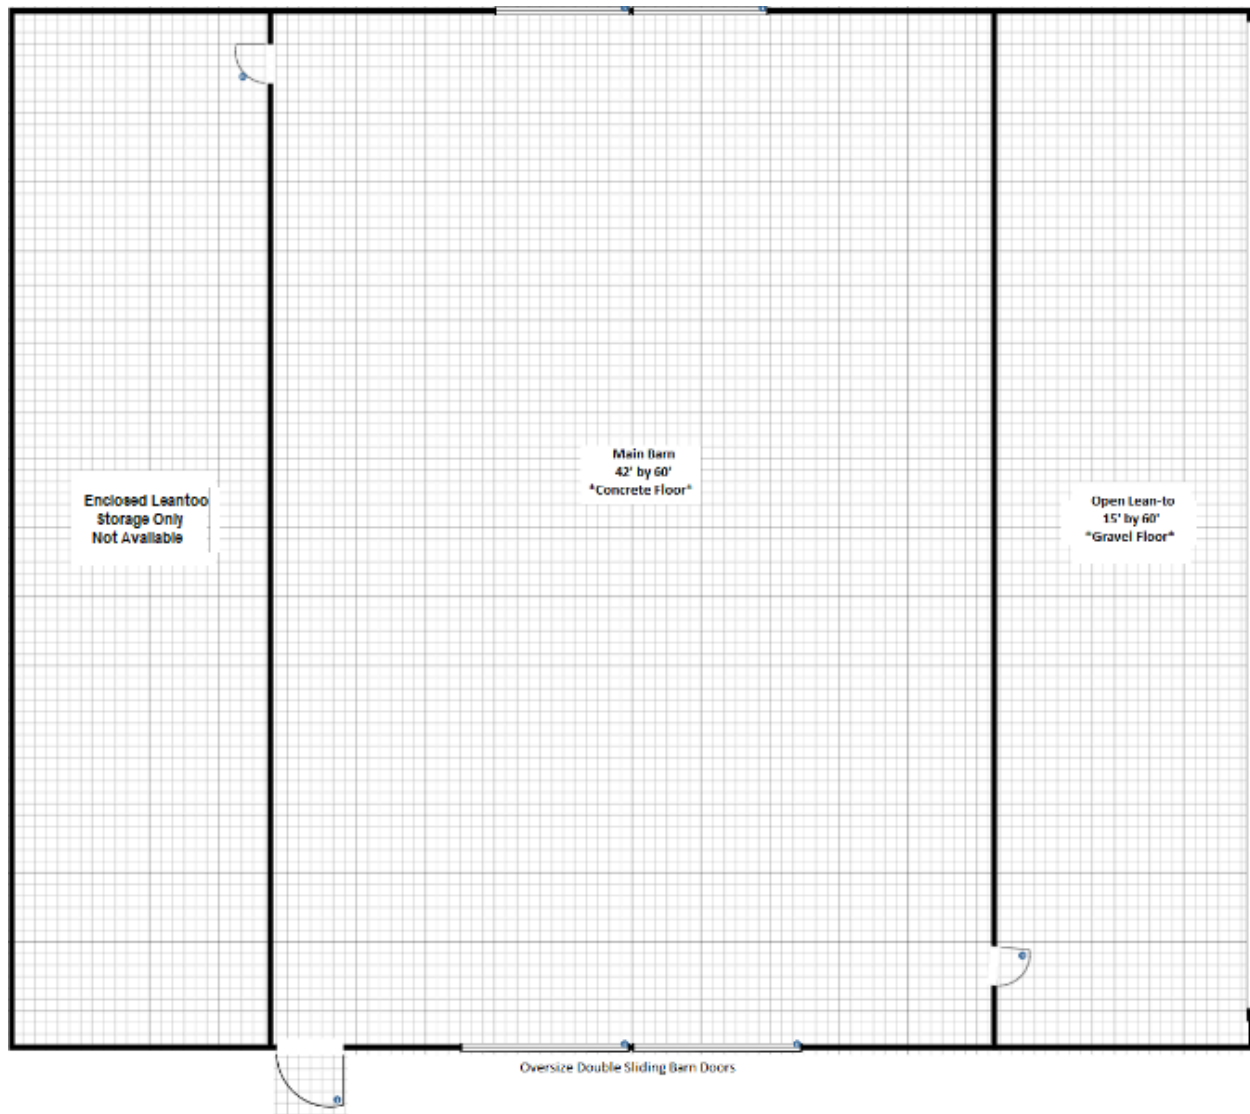 Main Barn
42' by 60'
*Concrete Floor*
Enclosed Leantoo
Storage Only
Not Available
Open Lean-to
15' by 60'
*Gravel Floor*
Oversize Double Sliding Barn Doors